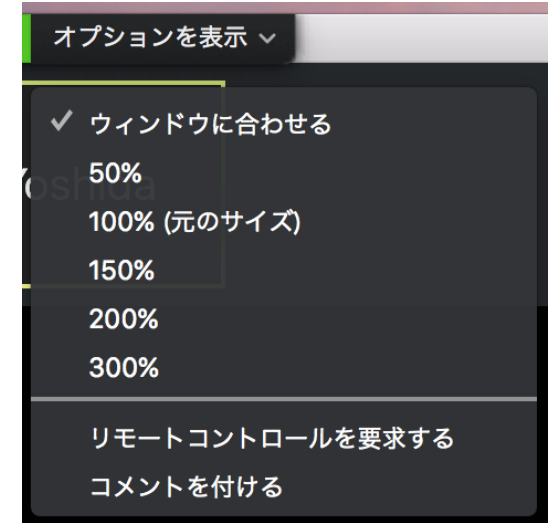 オプションを表示
ウィンドウに合わせる
Yoshida
50%
100% (元のサイズ)
150%
200%
300%
リモートコントロールを要求する
コメントを付ける